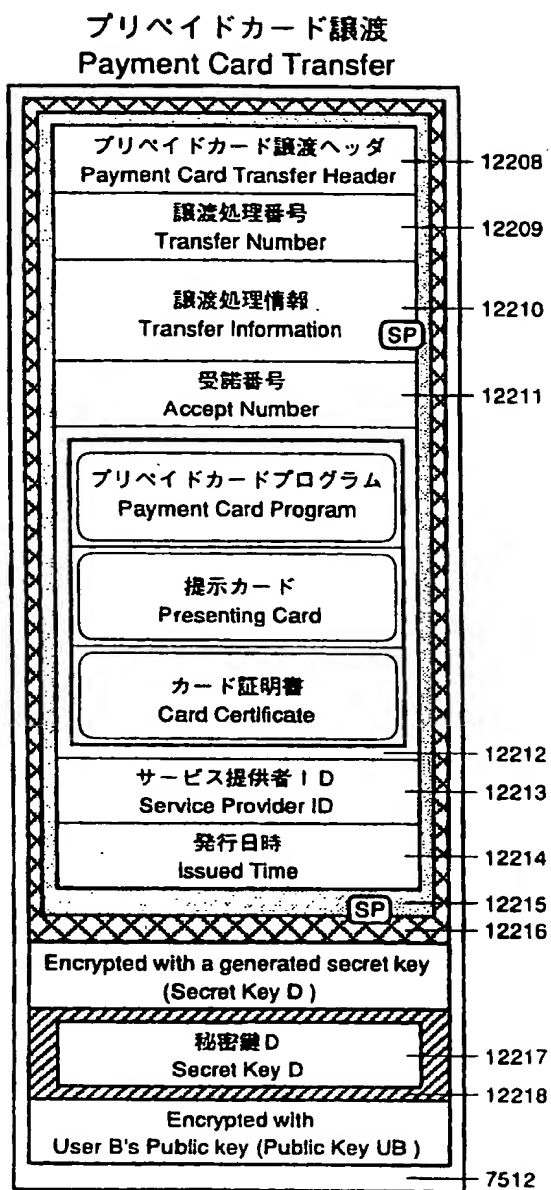 プリペイドカード譲渡
Payment Card Transfer
プリペイドカード譲渡ヘッダ
Payment Card Transfer Header
12208
譲渡処理番号
Transfer Number
12209
譲渡処理情報
Transfer Information
SP
12210
受諾番号
Accept Number
12211
プリペイドカードプログラム
Payment Card Program
提示カード
Presenting Card
カード証明書
Card Certificate
12212
サービス提供者ID
Service Provider ID
12213
発行日時
Issued Time
12214
SP
12215
12216
Encrypted with a generated secret key
(Secret Key D )
秘密鍵D
Secret Key D
12217
12218
Encrypted with
User B's Public key (Public Key UB )
7512